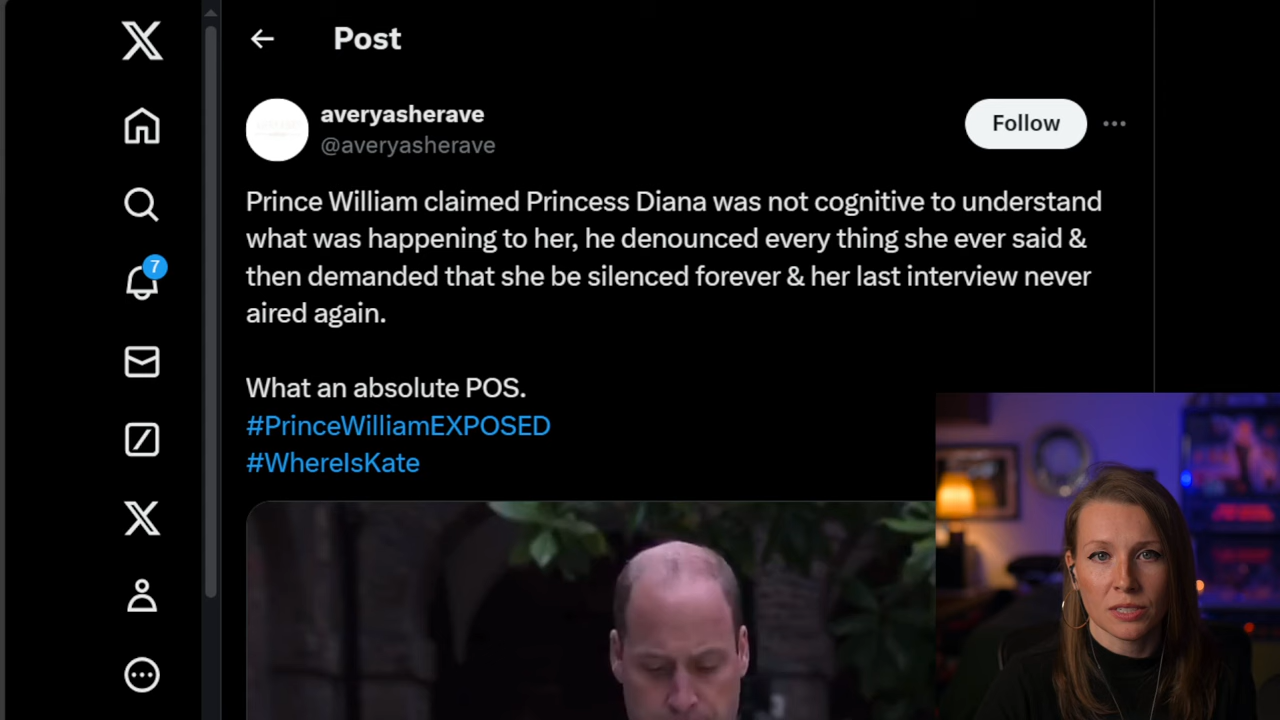 Post
averyasherave
@averyasherave
Follow
Prince William claimed Princess Diana was not cognitive to understand
what was happening to her, he denounced every thing she ever said &
then demanded that she be silenced forever & her last interview never
aired again.
What an absolute POS.
#PrinceWilliamEXPOSED
#WhereIsKate
7